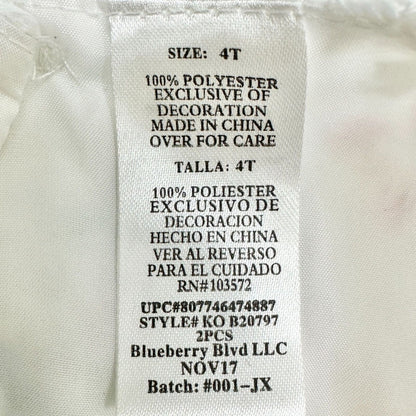 SIZE: 4T
100% POLYESTER
EXCLUSIVE OF
DECORATION
MADE IN CHINA
OVER FOR CARE
TALLA: 4T
100% POLIESTER
EXCLUSIVO DE
DECORACION
HECHO EN CHINA
VER AL REVERSO
PARA EL CUIDADO
RN#103572
UPC#807746474887
STYLE# KO B20797
2PCS
Blueberry Blvd LLC
NOV17
Batch: #001-JX